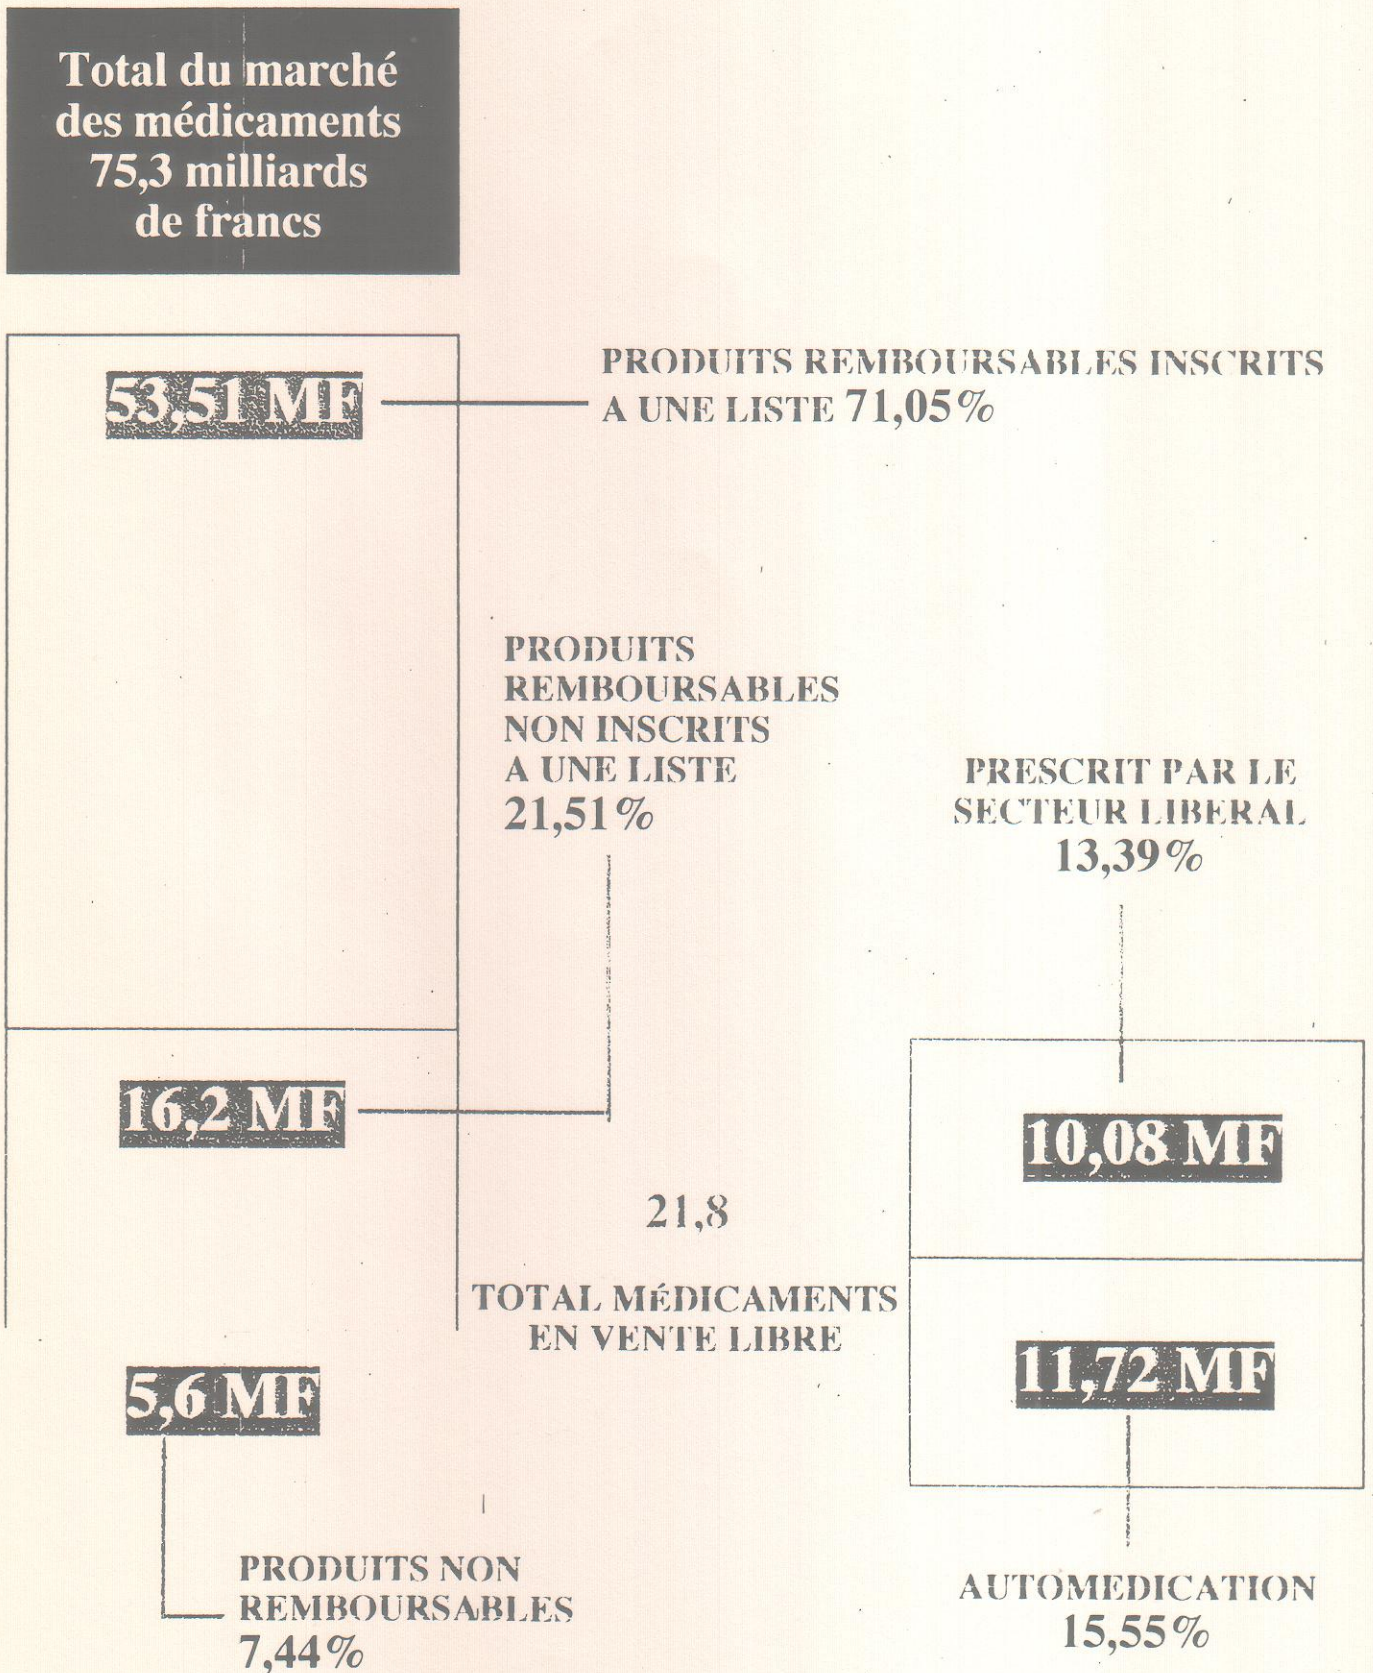 Total du marché
des médicaments
75,3 milliards
de francs
53,51 MF
PRODUITS REMBOURSABLES INSCRITS
A UNE LISTE 71,05%
PRODUITS
REMBOURSABLES
NON INSCRITS
A UNE LISTE
21,51%
PRESCRIT PAR LE
SECTEUR LIBERAL
13,39%
16,2 MF
10,08 MF
21,8
TOTAL MÉDICAMENTS
EN VENTE LIBRE
5,6 MF
11,72 MF
PRODUITS NON
REMBOURSABLES
7,44%
AUTOMEDICATION
15,55%